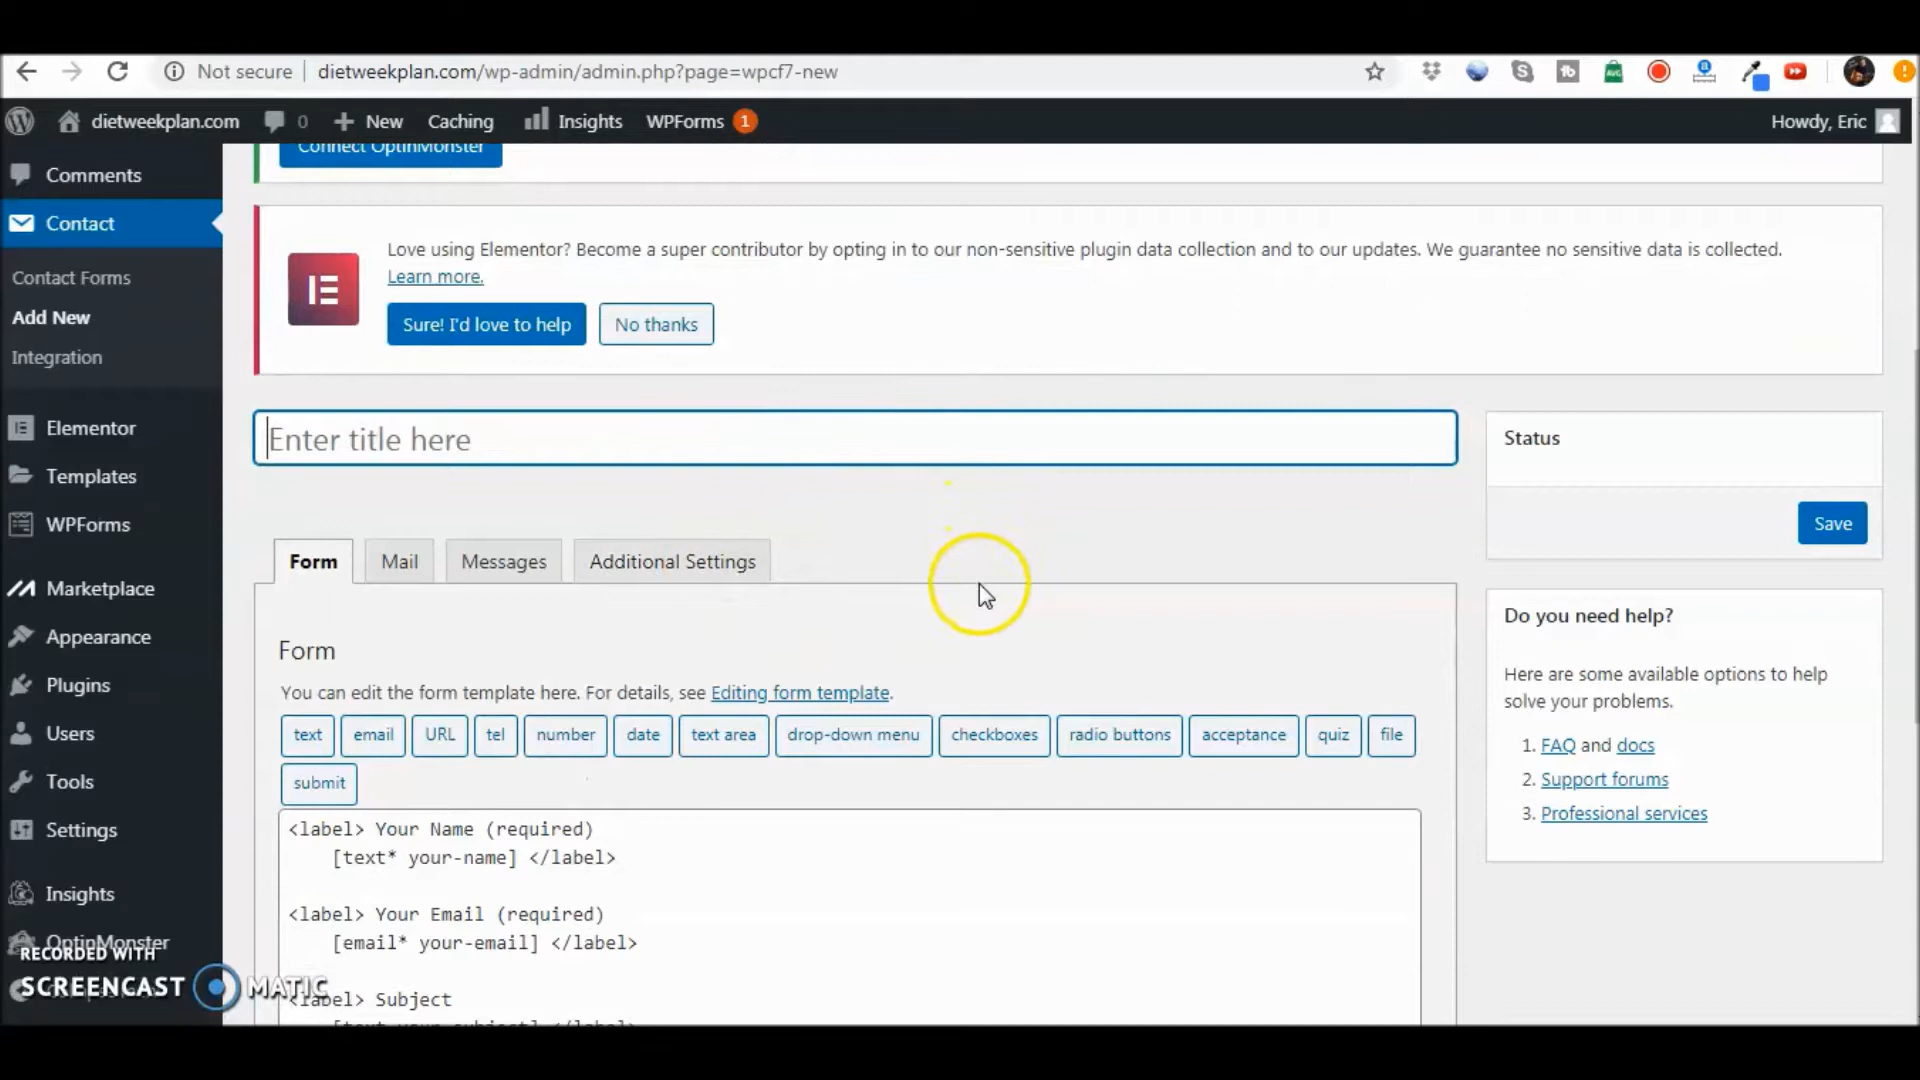 Not secure | dietweekplan.com/wp-admin/admin.php?page=wpcf7-new
dietweekplan.com 0 New Caching Insights WPForms 1 Howdy, Eric
Connect OptinMonster
Comments
Contact
Contact Forms
Add New
Integration
Elementor
Templates
WPForms
Marketplace
Appearance
Plugins
Users
Tools
Settings
Insights
OptinMonster
Love using Elementor? Become a super contributor by opting in to our non-sensitive plugin data collection and to our updates. We guarantee no sensitive data is collected.
Learn more.
Sure! I'd love to help No thanks
Enter title here
Form Mail Messages Additional Settings
Form
You can edit the form template here. For details, see Editing form template.
text email URL tel number date text area drop-down menu checkboxes radio buttons acceptance quiz file
submit
<label> Your Name (required)
[text* your-name] </label>
<label> Your Email (required)
[email* your-email] </label>
<label> Subject
[text your-subject] </label>
Status
Save
Do you need help?
Here are some available options to help
solve your problems.
1. FAQ and docs
2. Support forums
3. Professional services
RECORDED WITH
SCREENCAST MATIC